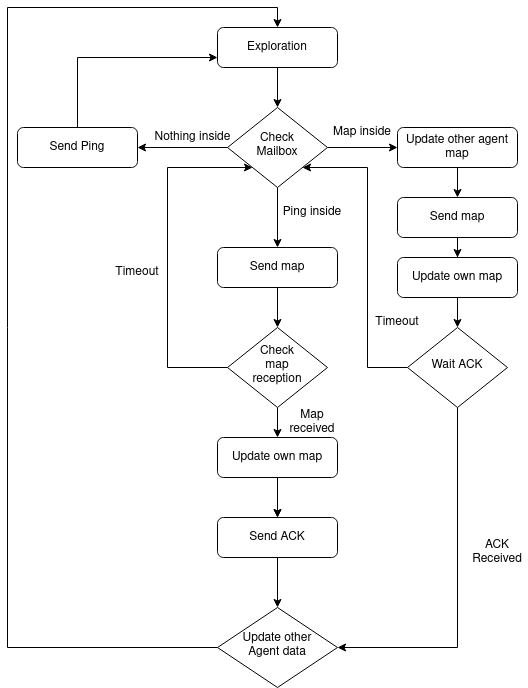 Exploration
Check
Mailbox
Nothing inside
Send Ping
Map inside
Update other agent
map
Send map
Update own map
Ping inside
Send map
Timeout
Timeout
Check
map
reception
Wait ACK
Map
received
Update own map
Send ACK
ACK
Received
Update other
Agent data